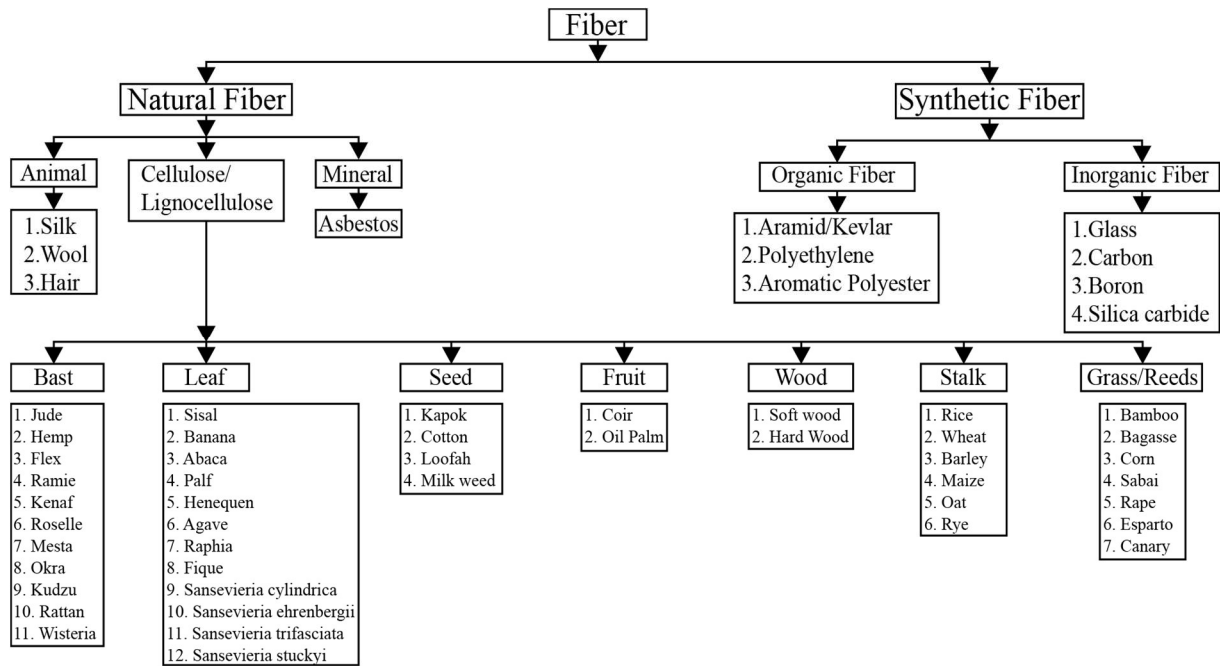 Fiber
Natural Fiber
Synthetic Fiber
Animal
Cellulose/
Lignocellulose
Mineral
Organic Fiber
Inorganic Fiber
1.Silk
2.Wool
3.Hair
Asbestos
1.Aramid/Kevlar
2.Polyethylene
3.Aromatic Polyester
1.Glass
2.Carbon
3.Boron
4.Silica carbide
Bast
Leaf
Seed
Fruit
Wood
Stalk
Grass/Reeds
1. Jude
2. Hemp
3. Flex
4. Ramie
5. Kenaf
6. Roselle
7. Mesta
8. Okra
9. Kudzu
10. Rattan
11. Wisteria
1. Sisal
2. Banana
3. Abaca
4. Palf
5. Henequen
6. Agave
7. Raphia
8. Fique
9. Sansevieria cylindrica
10. Sansevieria ehrenbergii
11. Sansevieria trifasciata
12. Sansevieria stuckyi
1. Kapok
2. Cotton
3. Loofah
4. Milk weed
1. Coir
2. Oil Palm
1. Soft wood
2. Hard Wood
1. Rice
2. Wheat
3. Barley
4. Maize
5. Oat
6. Rye
1. Bamboo
2. Bagasse
3. Corn
4. Sabai
5. Rape
6. Esparto
7. Canary